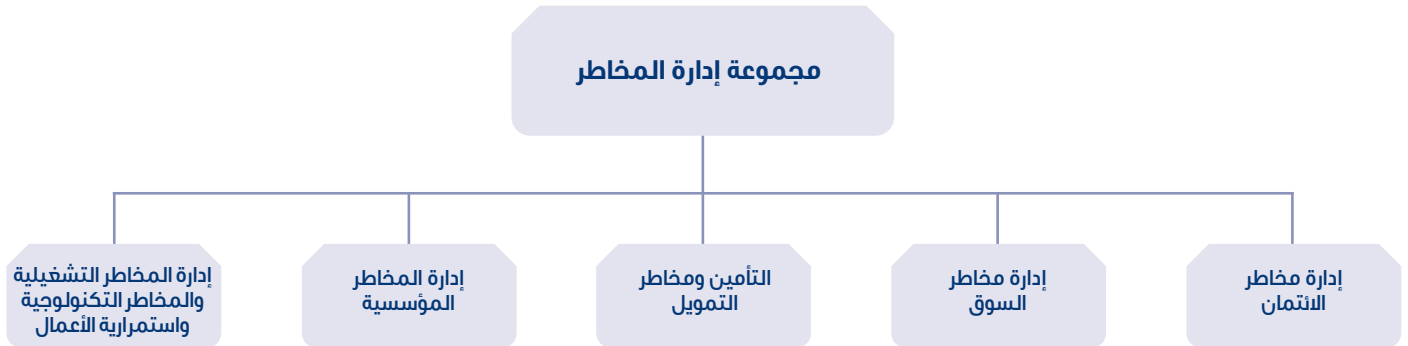 مجموعة إدارة المخاطر
إدارة مخاطر
الائتمان
إدارة مخاطر
السوق
التأمين ومخاطر
التمويل
إدارة المخاطر
المؤسسية
إدارة المخاطر التشغيلية
والمخاطر التكنولوجية
واستمرارية الأعمال